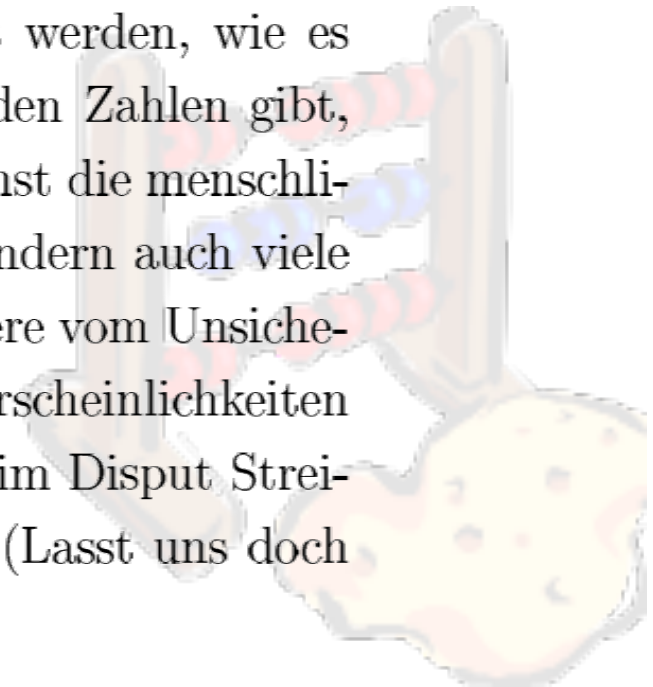 werden, wie es
den Zahlen gibt,
nst die menschli-
ndern auch viele
ere vom Unsiche-
rscheinlichkeiten
im Disput Strei-
(Lasst uns doch